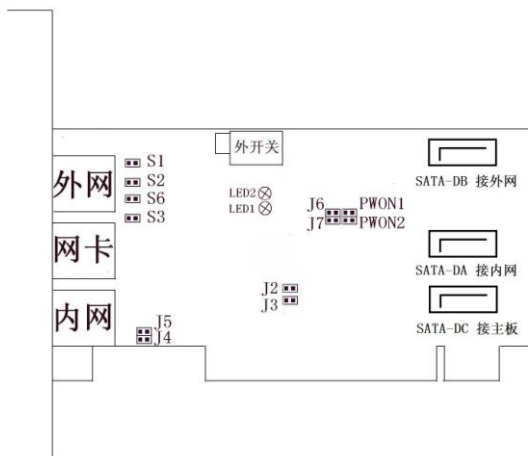 外开关
S1
外网
S2
SATA-DB 接外网
LED2
S6
LED1
J6 PWON1
S3
J7 PWON2
网卡
SATA-DA 接内网
J2
J3
内网
J5
SATA-DC 接主板
J4